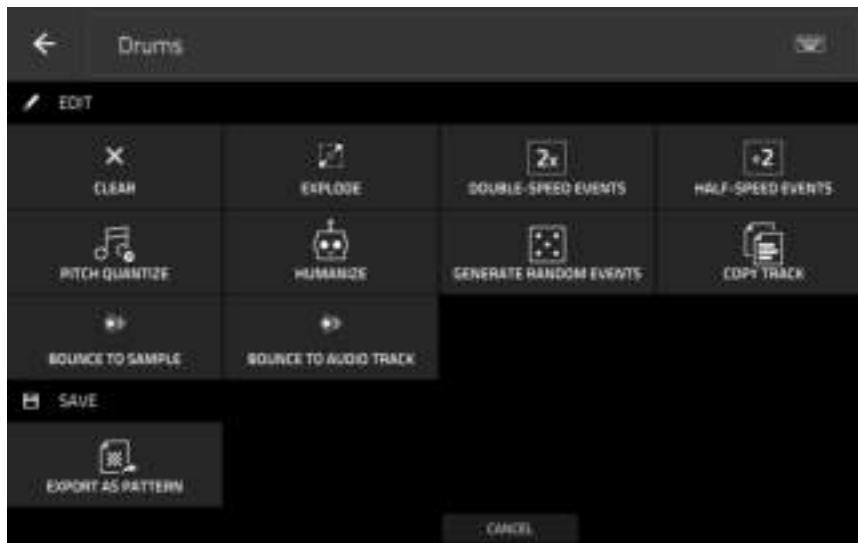 Drums
EDIT
CLEAR
EXPLODE
2x
DOUBLE-SPEED EVENTS
÷2
HALF-SPEED EVENTS
PITCH QUANTIZE
HUMANIZE
GENERATE RANDOM EVENTS
COPY TRACK
BOUNCE TO SAMPLE
BOUNCE TO AUDIO TRACK
SAVE
EXPORT AS PATTERN
CANCEL